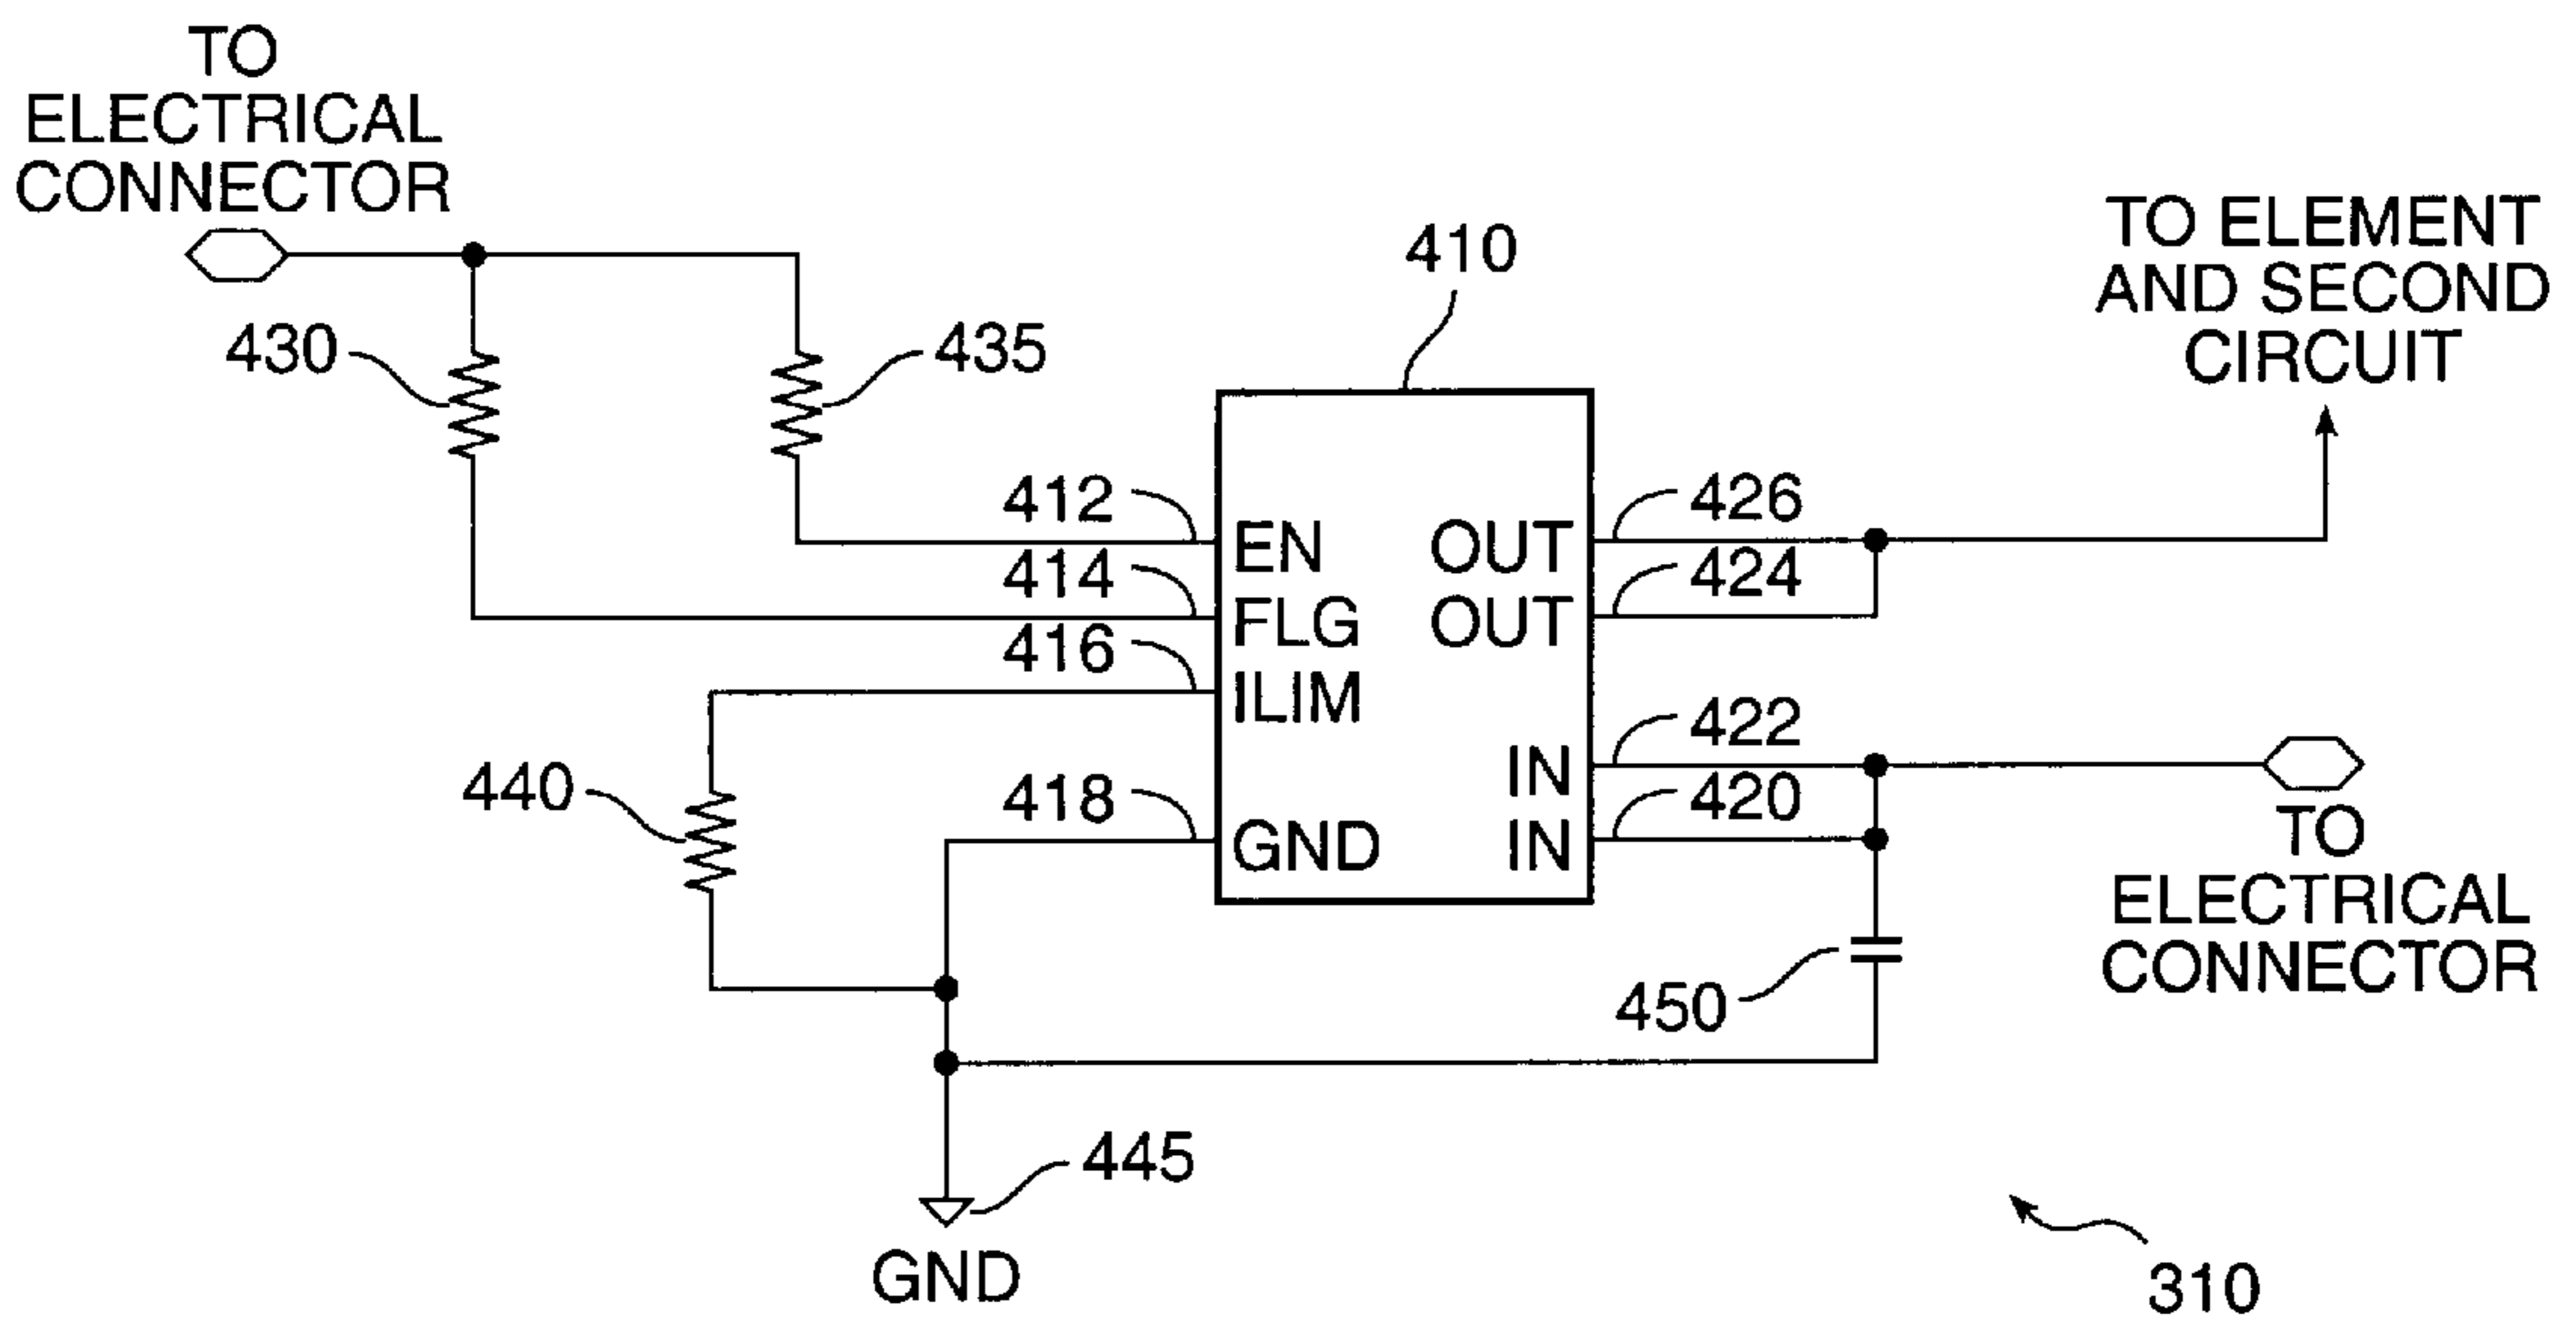 TO
ELECTRICAL
CONNECTOR
430
435
410
TO ELEMENT
AND SECOND
CIRCUIT
412
EN
OUT
426
414
FLG
OUT
424
416
ILIM
422
IN
440
418
GND
IN
420
TO
ELECTRICAL
CONNECTOR
450
445
GND
310